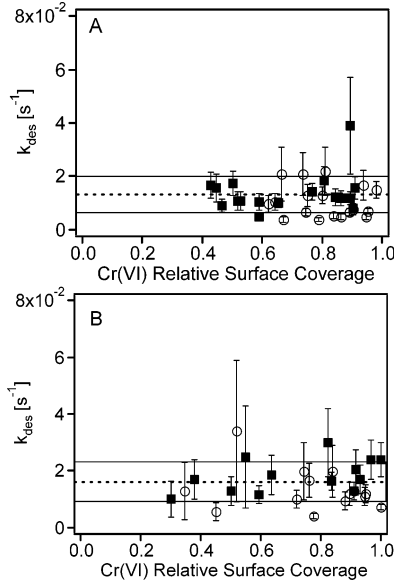 A
8x10⁻²
6
4
2
0
k_des [s⁻¹]
0.0 0.2 0.4 0.6 0.8 1.0
Cr(VI) Relative Surface Coverage
B
8x10⁻²
6
4
2
0
k_des [s⁻¹]
0.0 0.2 0.4 0.6 0.8 1.0
Cr(VI) Relative Surface Coverage